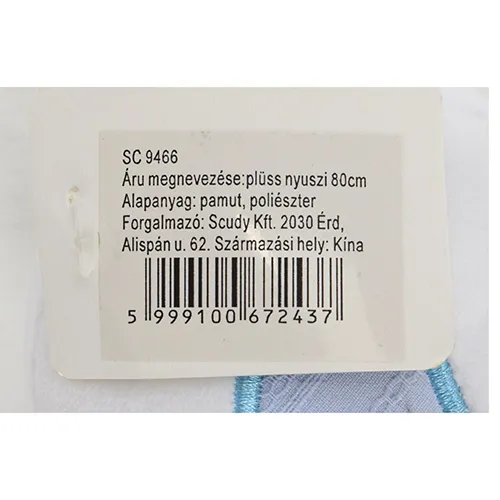 SC 9466
Áru megnevezése:plüss nyuszi 80cm
Alapanyag: pamut, poliészter
Forgalmazó: Scudy Kft. 2030 Érd,
Alispán u. 62. Származási hely: Kína
5 999100 672437